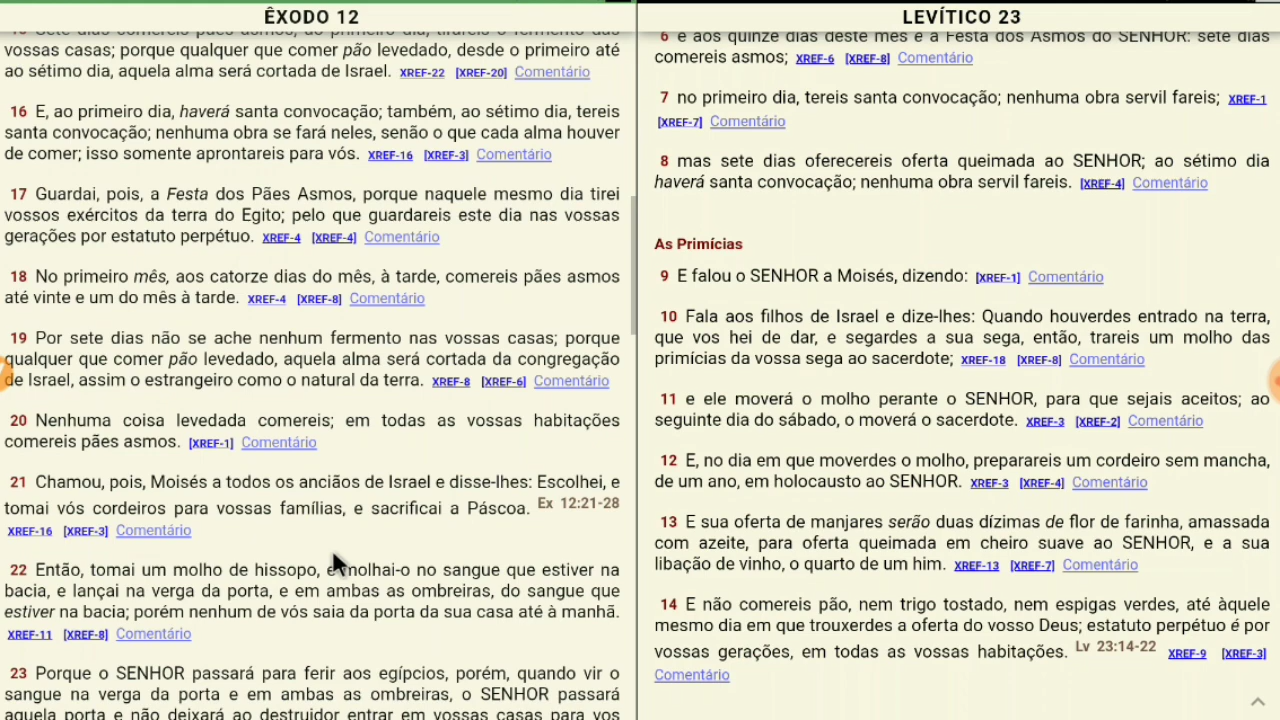 ÊXODO 12
vossas casas; porque qualquer que comer pão levedado, desde o primeiro até
ao sétimo dia, aquela alma será cortada de Israel. XREF-22 [XREF-20] Comentário
16 E, ao primeiro dia, haverá santa convocação; também, ao sétimo dia, tereis
santa convocação; nenhuma obra se fará neles, senão o que cada alma houver
de comer; isso somente aprontareis para vós. XREF-16 [XREF-3] Comentário
17 Guardai, pois, a Festa dos Pães Asmos, porque naquele mesmo dia tirei
vossos exércitos da terra do Egito; pelo que guardareis este dia nas vossas
gerações por estatuto perpétuo. XREF-4 [XREF-4] Comentário
18 No primeiro mês, aos catorze dias do mês, à tarde, comereis pães asmos
até vinte e um do mês à tarde. XREF-4 [XREF-8] Comentário
19 Por sete dias não se ache nenhum fermento nas vossas casas; porque
qualquer que comer pão levedado, aquela alma será cortada da congregação
de Israel, assim o estrangeiro como o natural da terra. XREF-8 [XREF-6] Comentário
20 Nenhuma coisa levedada comereis; em todas as vossas habitações
comereis pães asmos. [XREF-1] Comentário
21 Chamou, pois, Moisés a todos os anciãos de Israel e disse-lhes: Escolhei, e
tomai vós cordeiros para vossas famílias, e sacrificai a Páscoa. Ex 12:21-28
XREF-16 [XREF-3] Comentário
22 Então, tomai um molho de hissopo, e molhai-o no sangue que estiver na
bacia, e lançai na verga da porta, e em ambas as ombreiras, do sangue que
estiver na bacia; porém nenhum de vós saia da porta da sua casa até à manhã.
XREF-11 [XREF-8] Comentário
23 Porque o SENHOR passará para ferir aos egípcios, porém, quando vir o
sangue na verga da porta e em ambas as ombreiras, o SENHOR passará
aquela porta e não deixará ao destruidor entrar em vossas casas para vos
LEVÍTICO 23
6 e aos quinze dias deste mês é a Festa dos Asmos do SENHOR: sete dias
comereis asmos; XREF-6 [XREF-8] Comentário
7 no primeiro dia, tereis santa convocação; nenhuma obra servil fareis; XREF-1
[XREF-7] Comentário
8 mas sete dias oferecereis oferta queimada ao SENHOR; ao sétimo dia
haverá santa convocação; nenhuma obra servil fareis. [XREF-4] Comentário
As Primícias
9 E falou o SENHOR a Moisés, dizendo: [XREF-1] Comentário
10 Fala aos filhos de Israel e dize-lhes: Quando houverdes entrado na terra,
que vos hei de dar, e segardes a sua sega, então, trareis um molho das
primícias da vossa sega ao sacerdote; XREF-18 [XREF-8] Comentário
11 e ele moverá o molho perante o SENHOR, para que sejais aceitos; ao
seguinte dia do sábado, o moverá o sacerdote. XREF-3 [XREF-2] Comentário
12 E, no dia em que moverdes o molho, preparareis um cordeiro sem mancha,
de um ano, em holocausto ao SENHOR. XREF-3 [XREF-4] Comentário
13 E sua oferta de manjares serão duas dízimas de flor de farinha, amassada
com azeite, para oferta queimada em cheiro suave ao SENHOR, e a sua
libação de vinho, o quarto de um him. XREF-13 [XREF-7] Comentário
14 E não comereis pão, nem trigo tostado, nem espigas verdes, até àquele
mesmo dia em que trouxerdes a oferta do vosso Deus; estatuto perpétuo é por
vossas gerações, em todas as vossas habitações. Lv 23:14-22 XREF-9 [XREF-3]
Comentário